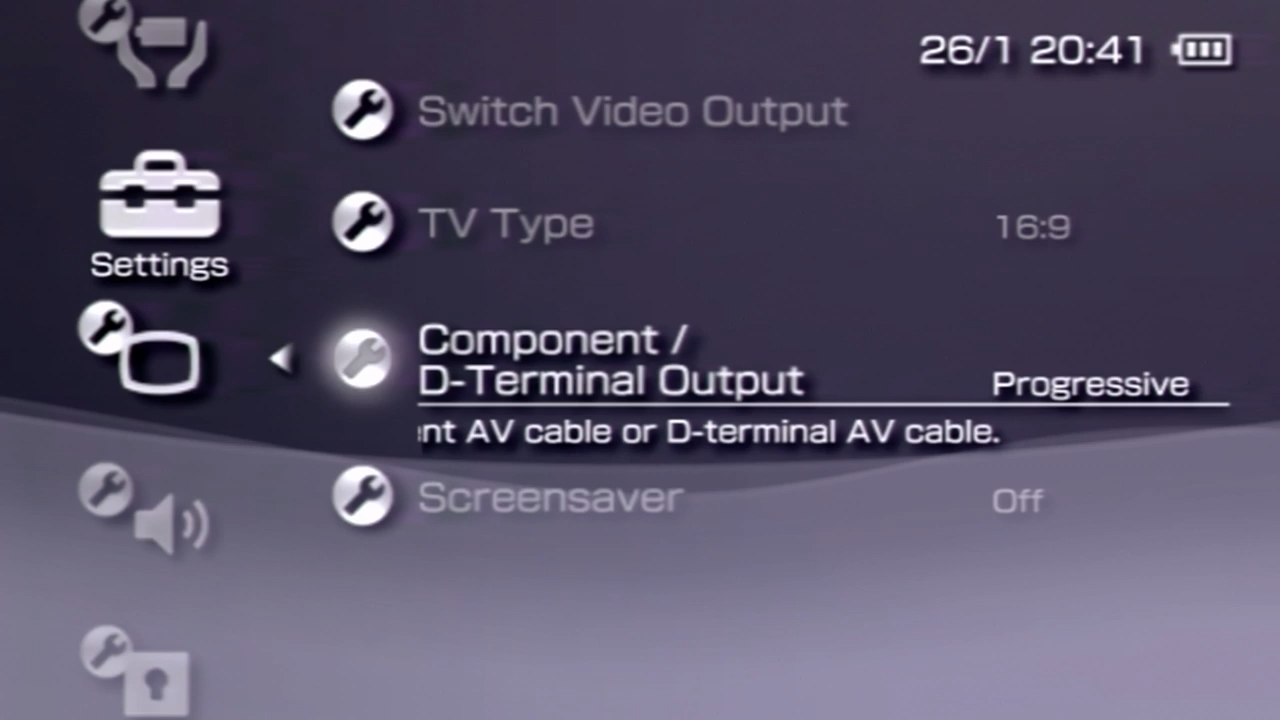 26/1 20:41
Switch Video Output
TV Type 16:9
Settings
Component /
D-Terminal Output Progressive
nt AV cable or D-terminal AV cable.
Screensaver Off